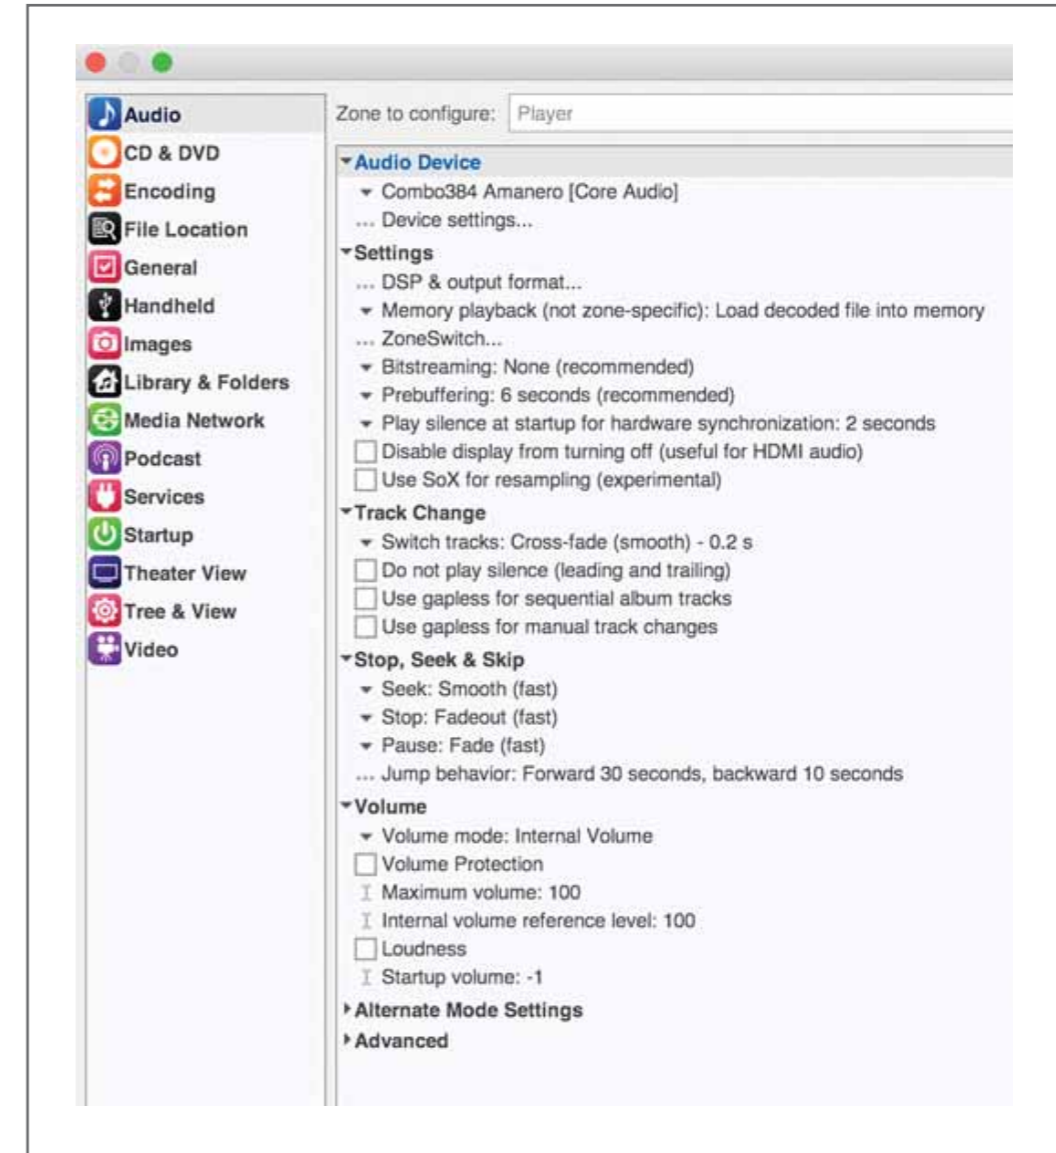 Audio
CD & DVD
Encoding
File Location
General
Handheld
Images
Library & Folders
Media Network
Podcast
Services
Startup
Theater View
Tree & View
Video
Zone to configure: Player
Audio Device
Combo384 Amanero [Core Audio]
... Device settings...
Settings
... DSP & output format...
Memory playback (not zone-specific): Load decoded file into memory
... ZoneSwitch...
Bitstreaming: None (recommended)
Prebuffering: 6 seconds (recommended)
Play silence at startup for hardware synchronization: 2 seconds
Disable display from turning off (useful for HDMI audio)
Use SoX for resampling (experimental)
Track Change
Switch tracks: Cross-fade (smooth) - 0.2 s
Do not play silence (leading and trailing)
Use gapless for sequential album tracks
Use gapless for manual track changes
Stop, Seek & Skip
Seek: Smooth (fast)
Stop: Fadeout (fast)
Pause: Fade (fast)
... Jump behavior: Forward 30 seconds, backward 10 seconds
Volume
Volume mode: Internal Volume
Volume Protection
Maximum volume: 100
Internal volume reference level: 100
Loudness
Startup volume: -1
Alternate Mode Settings
Advanced